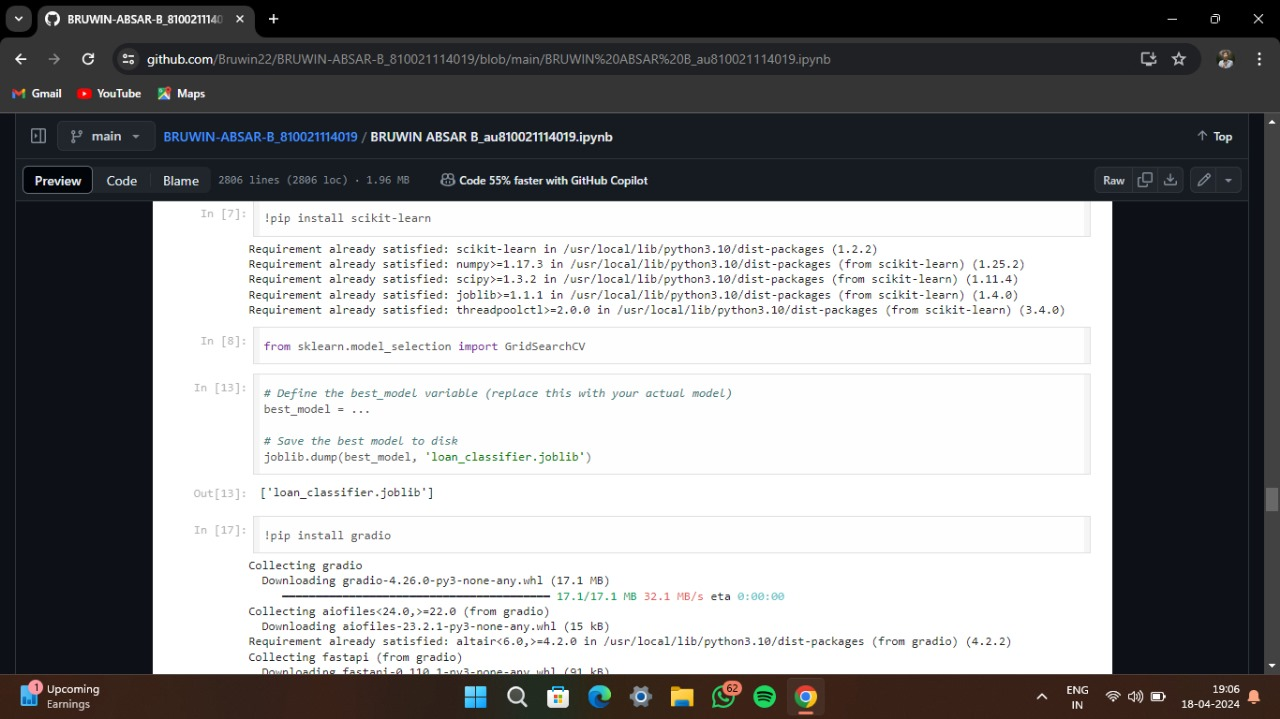 BRUWIN-ABSAR-B_810021114019
github.com/Bruwin22/BRUWIN-ABSAR-B_810021114019/blob/main/BRUWIN%20ABSAR%20B_au810021114019.ipynb
Gmail YouTube Maps
main BRUWIN-ABSAR-B_810021114019 / BRUWIN ABSAR B_au810021114019.ipynb Top
Preview Code Blame 2806 lines (2806 loc) · 1.96 MB Code 55% faster with GitHub Copilot Raw
In [7]: !pip install scikit-learn
Requirement already satisfied: scikit-learn in /usr/local/lib/python3.10/dist-packages (1.2.2)
Requirement already satisfied: numpy>=1.17.3 in /usr/local/lib/python3.10/dist-packages (from scikit-learn) (1.25.2)
Requirement already satisfied: scipy>=1.3.2 in /usr/local/lib/python3.10/dist-packages (from scikit-learn) (1.11.4)
Requirement already satisfied: joblib>=1.1.1 in /usr/local/lib/python3.10/dist-packages (from scikit-learn) (1.4.0)
Requirement already satisfied: threadpoolctl>=2.0.0 in /usr/local/lib/python3.10/dist-packages (from scikit-learn) (3.4.0)
In [8]: from sklearn.model_selection import GridSearchCV
In [13]: # Define the best_model variable (replace this with your actual model)
best_model = ...
# Save the best model to disk
joblib.dump(best_model, 'loan_classifier.joblib')
Out[13]: ['loan_classifier.joblib']
In [17]: !pip install gradio
Collecting gradio
Downloading gradio-4.26.0-py3-none-any.whl (17.1 MB)
17.1/17.1 MB 32.1 MB/s eta 0:00:00
Collecting aiofiles<24.0,>=22.0 (from gradio)
Downloading aiofiles-23.2.1-py3-none-any.whl (15 kB)
Requirement already satisfied: altair<6.0,>=4.2.0 in /usr/local/lib/python3.10/dist-packages (from gradio) (4.2.2)
Collecting fastapi (from gradio)
Downloading fastapi-0.110.1-py3-none-any.whl (91 kB)
1 Upcoming
Earnings
62
ENG
IN
19:06
18-04-2024